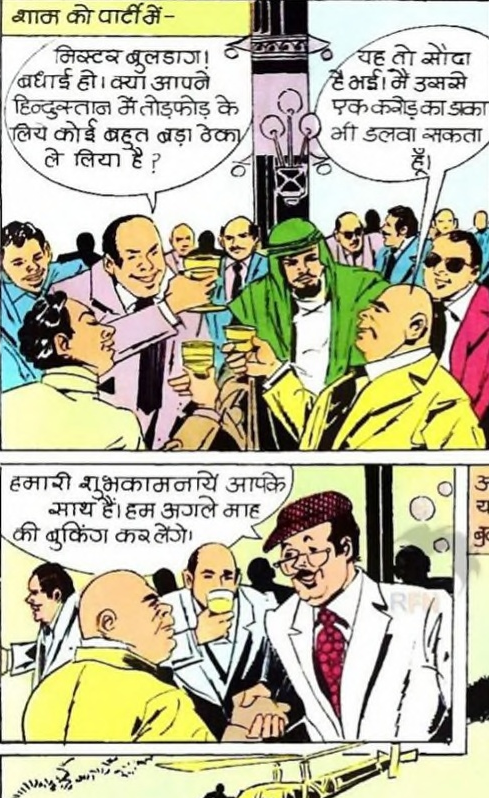 शाम को पार्टी में-
मिस्टर बुलडाग।
बधाई हो। क्या आपने
हिन्दुस्तान में तोड़फोड़ के
लिये कोई बहुत बड़ा ठेका
ले लिया है?
यह तो सौदा
है भई। मै उससे
एक करोड़ का डाका
भी डलवा सकता
हूँ।
हमारी शुभकामनायें आपके
साथ हैं। हम अगले माह
की बुकिंग कर लेंगे।
RFH